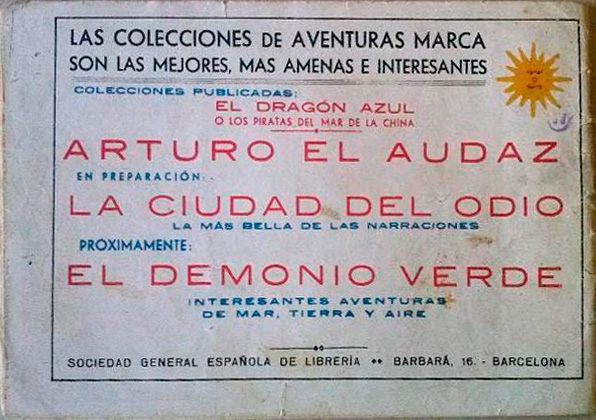 LAS COLECCIONES DE AVENTURAS MARCA
SON LAS MEJORES, MAS AMENAS E INTERESANTES
COLECCIONES PUBLICADAS:
EL DRAGÓN AZUL
O LOS PIRATAS DEL MAR DE LA CHINA
ARTURO EL AUDAZ
EN PREPARACIÓN:
LA CIUDAD DEL ODIO
LA MÁS BELLA DE LAS NARRACIONES
PRÓXIMAMENTE:
EL DEMONIO VERDE
INTERESANTES AVENTURAS
DE MAR, TIERRA Y AIRE
SOCIEDAD GENERAL ESPAÑOLA DE LIBRERÍA •• BARBARÁ, 16. - BARCELONA